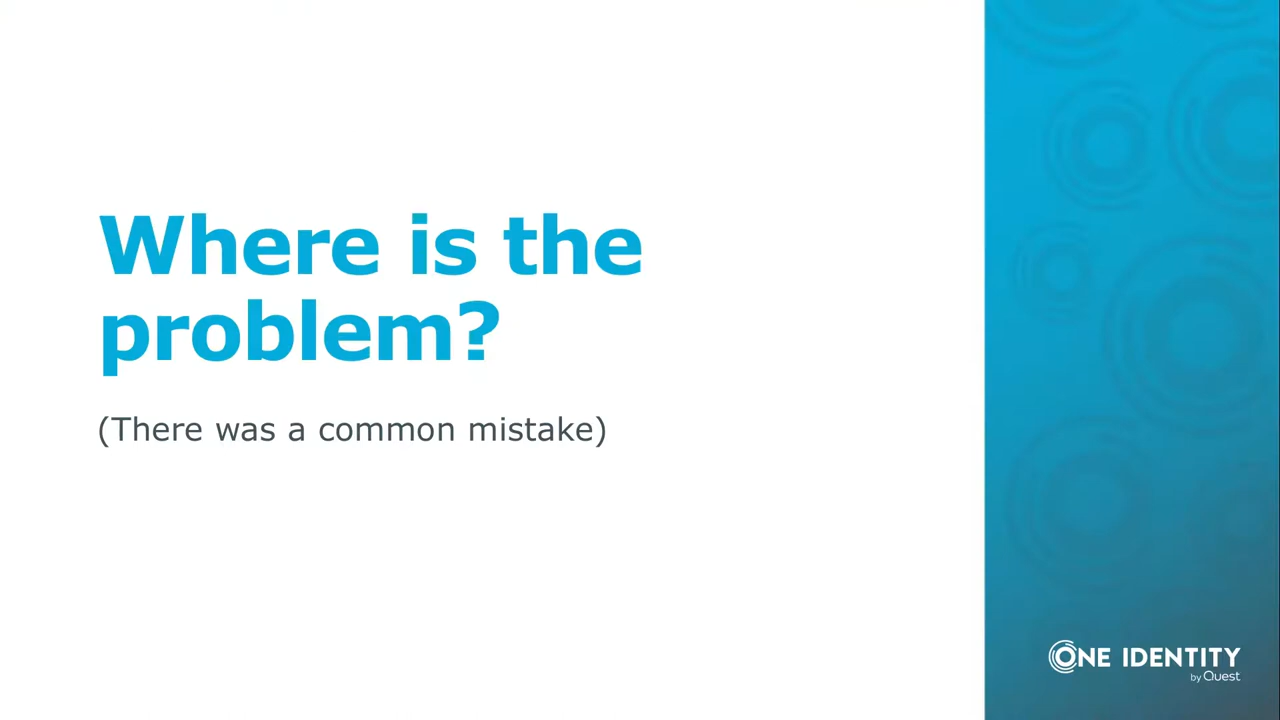 Where is the
problem?
(There was a common mistake)
ONE IDENTITY
by Quest